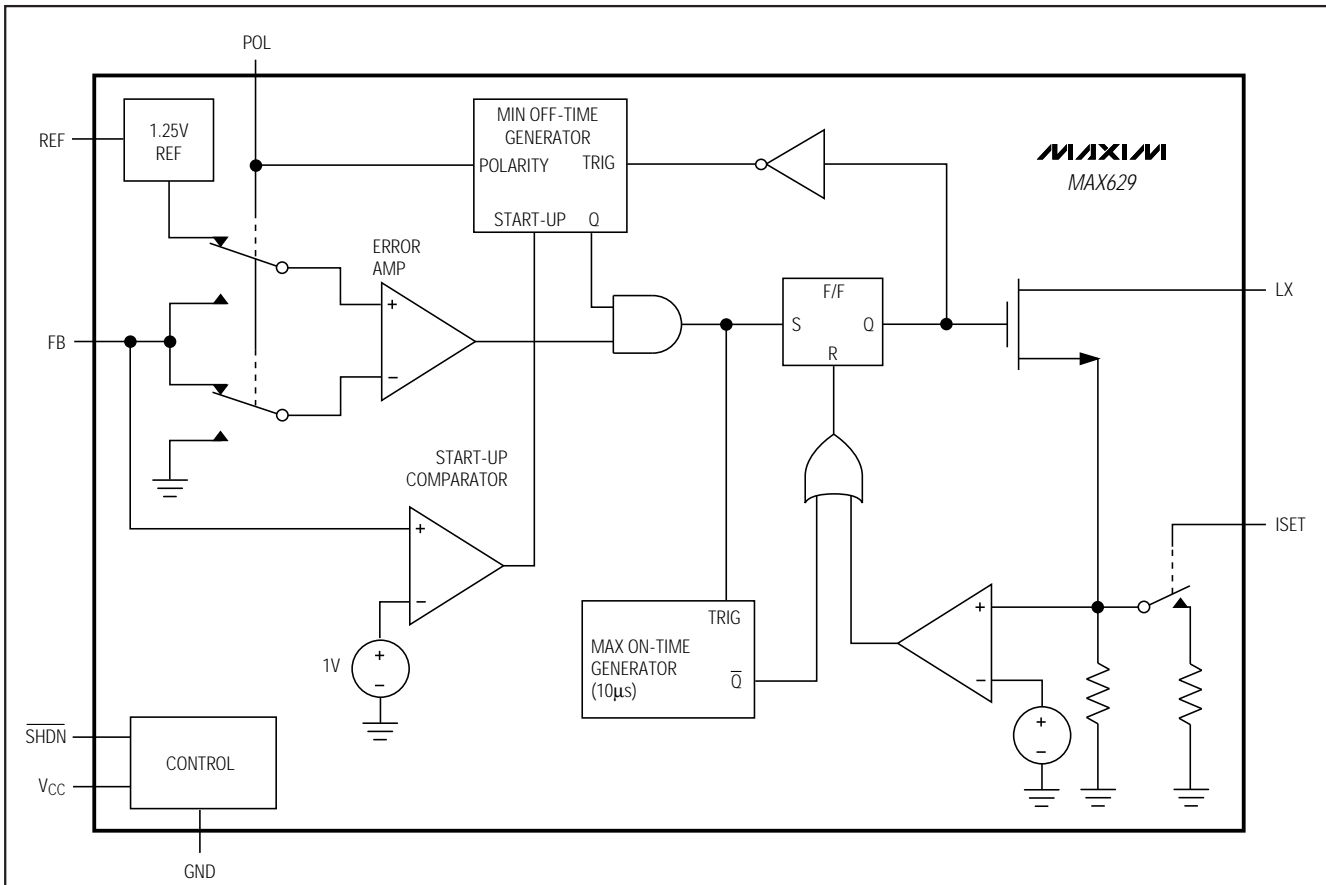 POL
REF
1.25V
REF
MIN OFF-TIME
GENERATOR
POLARITY
TRIG
START-UP
Q
MAXIM
MAX629
ERROR
AMP
+
−
FB
F/F
S
Q
R
LX
START-UP
COMPARATOR
+
−
1V
+
−
ISET
TRIG
MAX ON-TIME
GENERATOR
(10μs)
Q̅
+
−
+
−
S̅H̅D̅N̅
VCC
CONTROL
GND